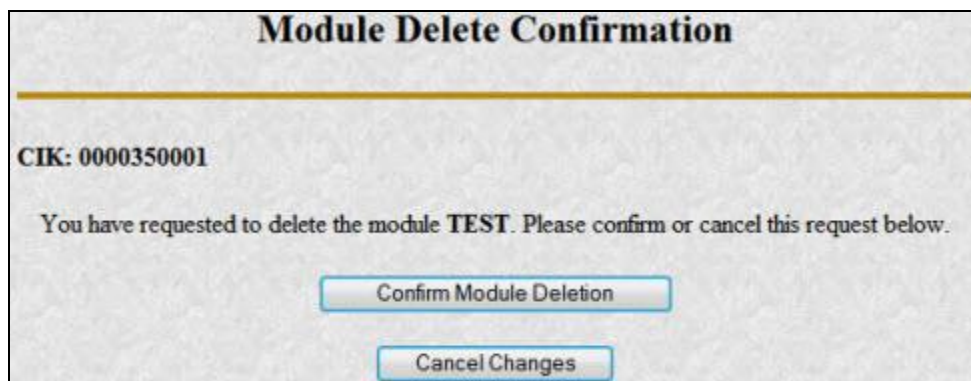 Module Delete Confirmation
CIK: 0000350001
You have requested to delete the module TEST. Please confirm or cancel this request below.
Confirm Module Deletion
Cancel Changes